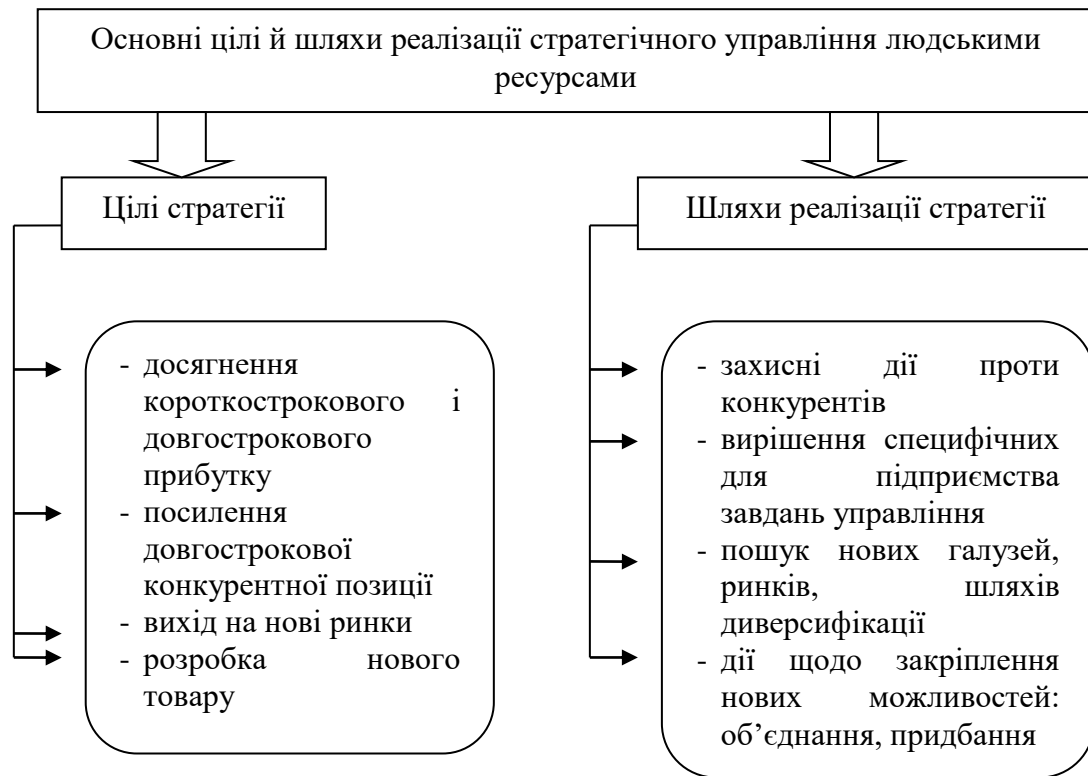 Основні цілі й шляхи реалізації стратегічного управління людськими
ресурсами
Цілі стратегії
Шляхи реалізації стратегії
- досягнення
короткострокового і
довгострокового
прибутку
- посилення
довгострокової
конкурентної позиції
- вихід на нові ринки
- розробка нового
товару
- захисні дії проти
конкурентів
- вирішення специфічних
для підприємства
завдань управління
- пошук нових галузей,
ринків, шляхів
диверсифікації
- дії щодо закріплення
нових можливостей:
об’єднання, придбання